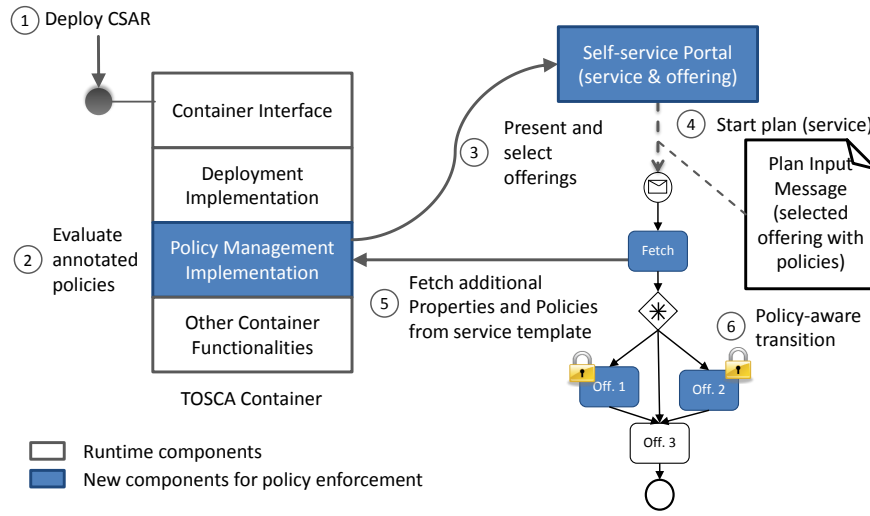 1 Deploy CSAR
Container Interface
Deployment
Implementation
Policy Management
Implementation
Other Container
Functionalities
TOSCA Container
2 Evaluate
annotated
policies
Self-service Portal
(service & offering)
3 Present and
select
offerings
4 Start plan (service)
Plan Input
Message
(selected
offering with
policies)
Fetch
5 Fetch additional
Properties and Policies
from service template
6 Policy-aware
transition
Off. 1
Off. 2
Off. 3
Runtime components
New components for policy enforcement